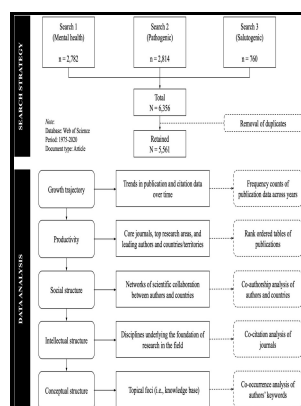 SEARCH STRATEGY
Search 1
(Mental health)
n = 2,782
Search 2
(Pathogenic)
n = 2,814
Search 3
(Salutogenic)
n = 760
Total
N = 6,356
Note:
Database: Web of Science
Period: 1975-2020
Document type: Article
Removal of duplicates
Retained
N = 5,561
DATA ANALYSIS
Growth trajectory
Trends in publication and citation data
over time
Frequency counts of
publication data across years
Productivity
Core journals, top research areas, and
leading authors and countries/territories
Rank ordered tables of
publications
Social structure
Networks of scientific collaboration
between authors and countries
Co-authorship analysis of
authors and countries
Intellectual structure
Disciplines underlying the foundation of
research in the field
Co-citation analysis of
journals
Conceptual structure
Topical foci (i.e., knowledge base)
Co-occurrence analysis of
authors' keywords